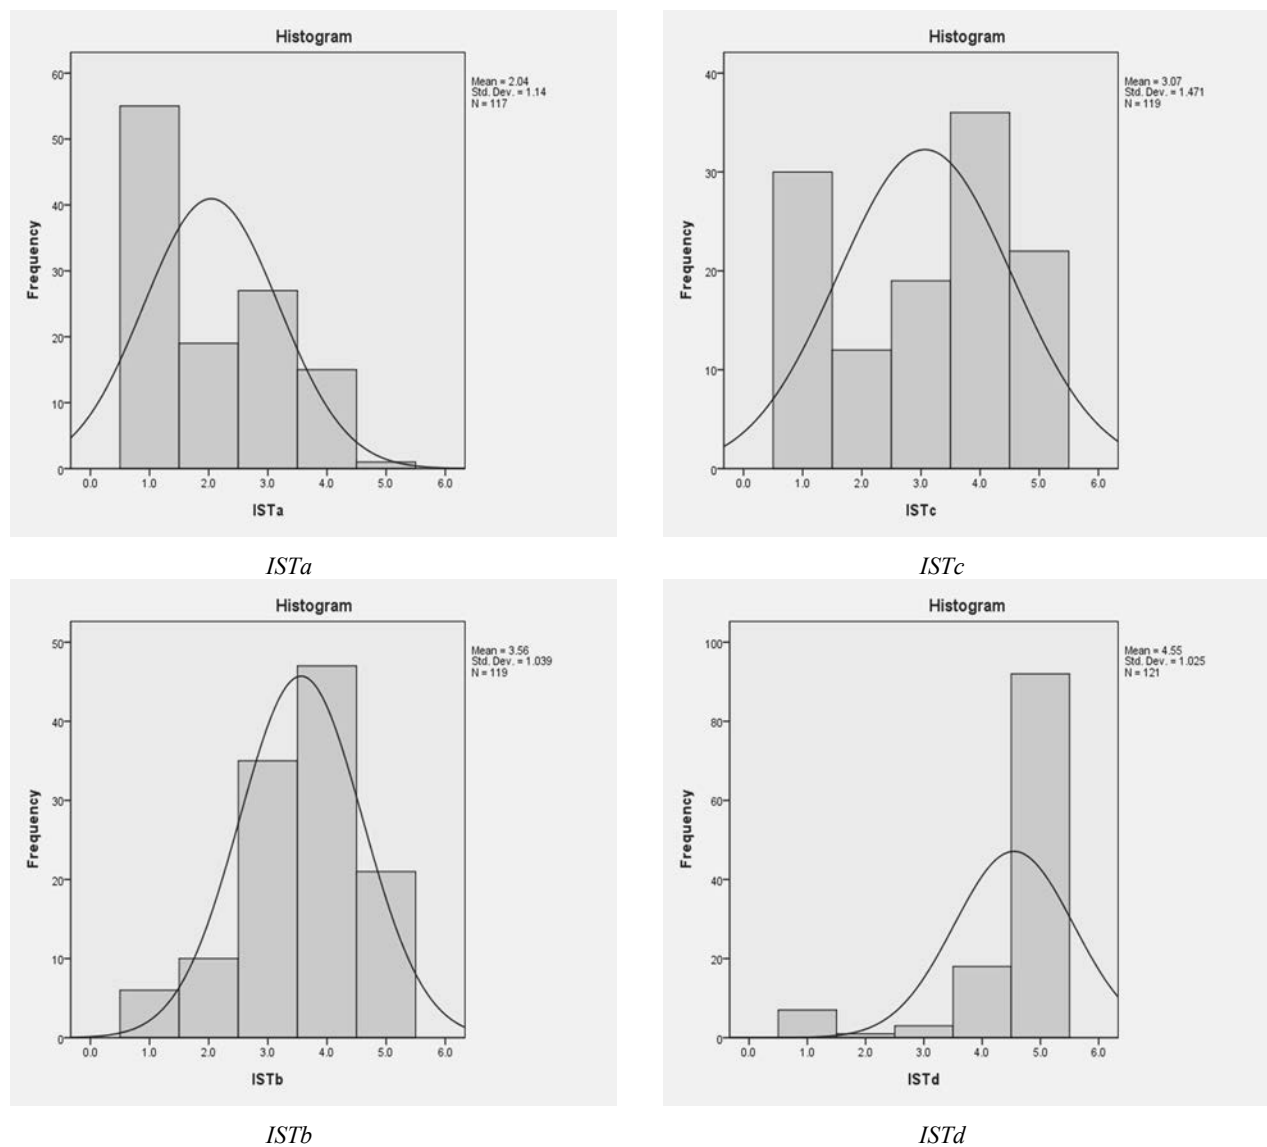 Histogram
Mean = 2.04
Std. Dev. = 1.14
N = 117
Frequency
60
50
40
30
20
10
0
0.0 1.0 2.0 3.0 4.0 5.0 6.0
ISTa
ISTa
Histogram
Mean = 3.07
Std. Dev. = 1.471
N = 119
Frequency
40
30
20
10
0
0.0 1.0 2.0 3.0 4.0 5.0 6.0
ISTc
ISTc
Histogram
Mean = 3.56
Std. Dev. = 1.039
N = 119
Frequency
50
40
30
20
10
0
0.0 1.0 2.0 3.0 4.0 5.0 6.0
ISTb
ISTb
Histogram
Mean = 4.55
Std. Dev. = 1.025
N = 121
Frequency
100
80
60
40
20
0
0.0 1.0 2.0 3.0 4.0 5.0 6.0
ISTd
ISTd